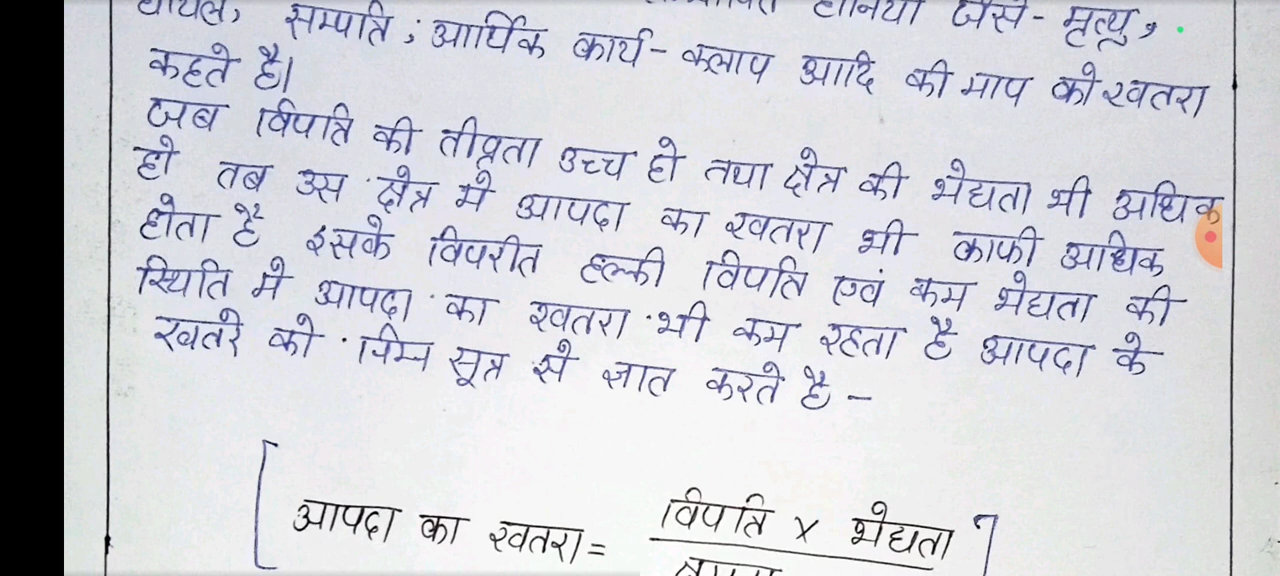 घायल, हानियाँ जैसे - मृत्यु,
सम्पति, आर्थिक कार्य - कलाप आदि की माप को खतरा
कहते है।
जब विपत्ति की तीव्रता उच्च हो तथा क्षेत्र की भेद्यता भी अधिक
हो तब उस क्षेत्र मे आपदा का खतरा भी काफी अधिक
होता है इसके विपरीत हल्की विपत्ति एवं कम भेद्यता की
स्थिति मे आपदा का खतरा भी कम रहता है आपदा के
खतरे को निम्न सूत्र से ज्ञात करते है -
[ आपदा का खतरा = विपत्ति x भेद्यता ]